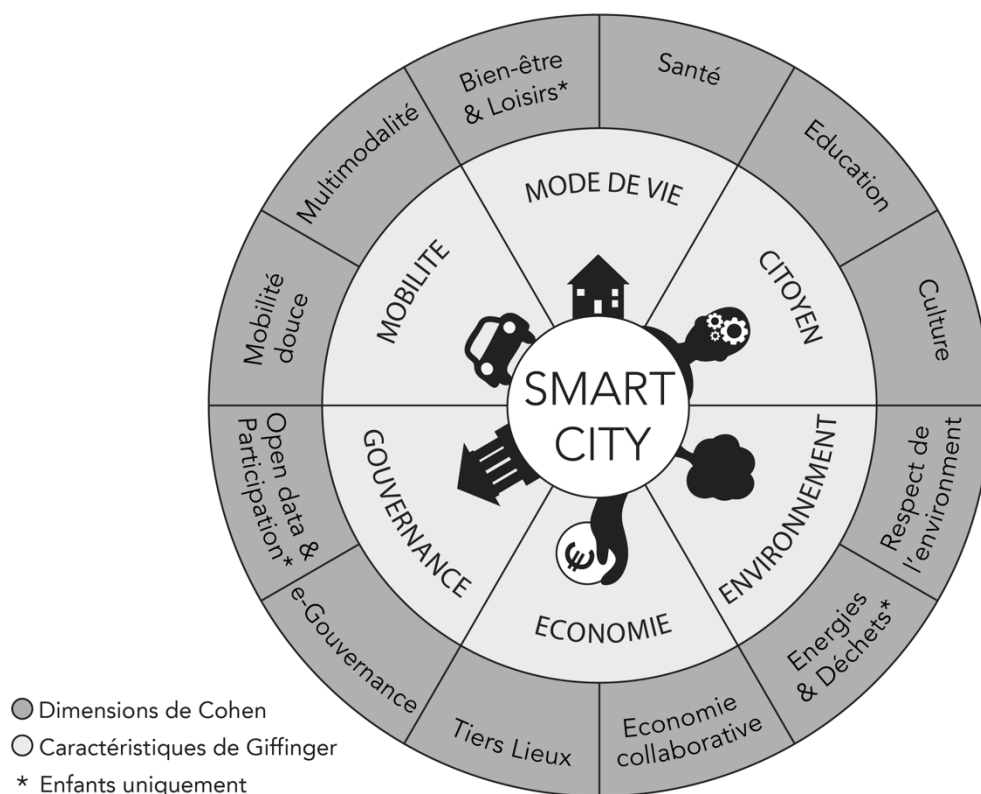 Bien-être
& Loisirs*
Santé
Education
Culture
Respect de
l'environment
Energies
& Déchets*
Economie
collaborative
Tiers Lieux
e-Gouvernance
Open data &
Participation*
Mobilité
douce
Multimodalité
MODE DE VIE
CITOYEN
ENVIRONNEMENT
ECONOMIE
€
GOUVERNANCE
MOBILITE
SMART
CITY
Dimensions de Cohen
Caractéristiques de Giffinger
* Enfants uniquement